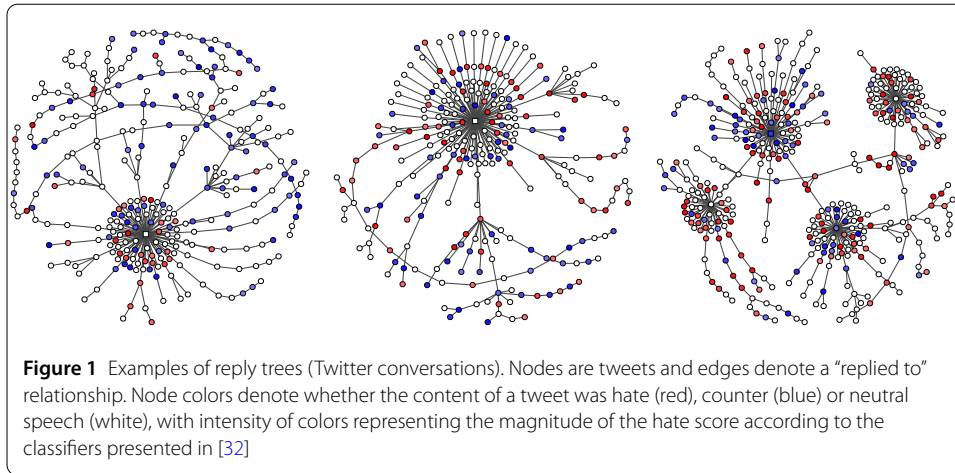 Figure 1 Examples of reply trees (Twitter conversations). Nodes are tweets and edges denote a “replied to”
relationship. Node colors denote whether the content of a tweet was hate (red), counter (blue) or neutral
speech (white), with intensity of colors representing the magnitude of the hate score according to the
classifiers presented in [32]